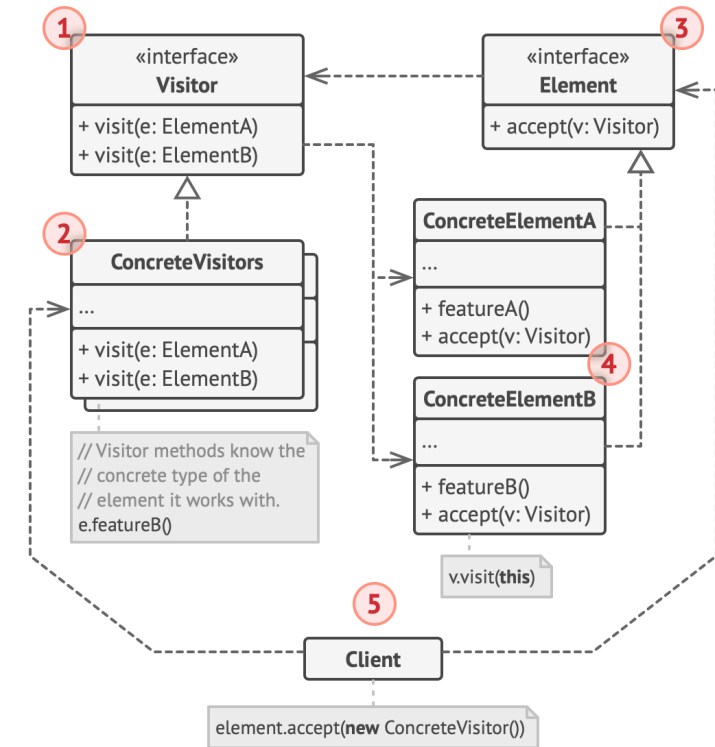 1
«interface»
Visitor
+ visit(e: ElementA)
+ visit(e: ElementB)
3
«interface»
Element
+ accept(v: Visitor)
2
ConcreteVisitors
...
+ visit(e: ElementA)
+ visit(e: ElementB)
// Visitor methods know the
// concrete type of the
// element it works with.
e.featureB()
ConcreteElementA
...
+ featureA()
+ accept(v: Visitor)
4
ConcreteElementB
...
+ featureB()
+ accept(v: Visitor)
v.visit(this)
5
Client
element.accept(new ConcreteVisitor())